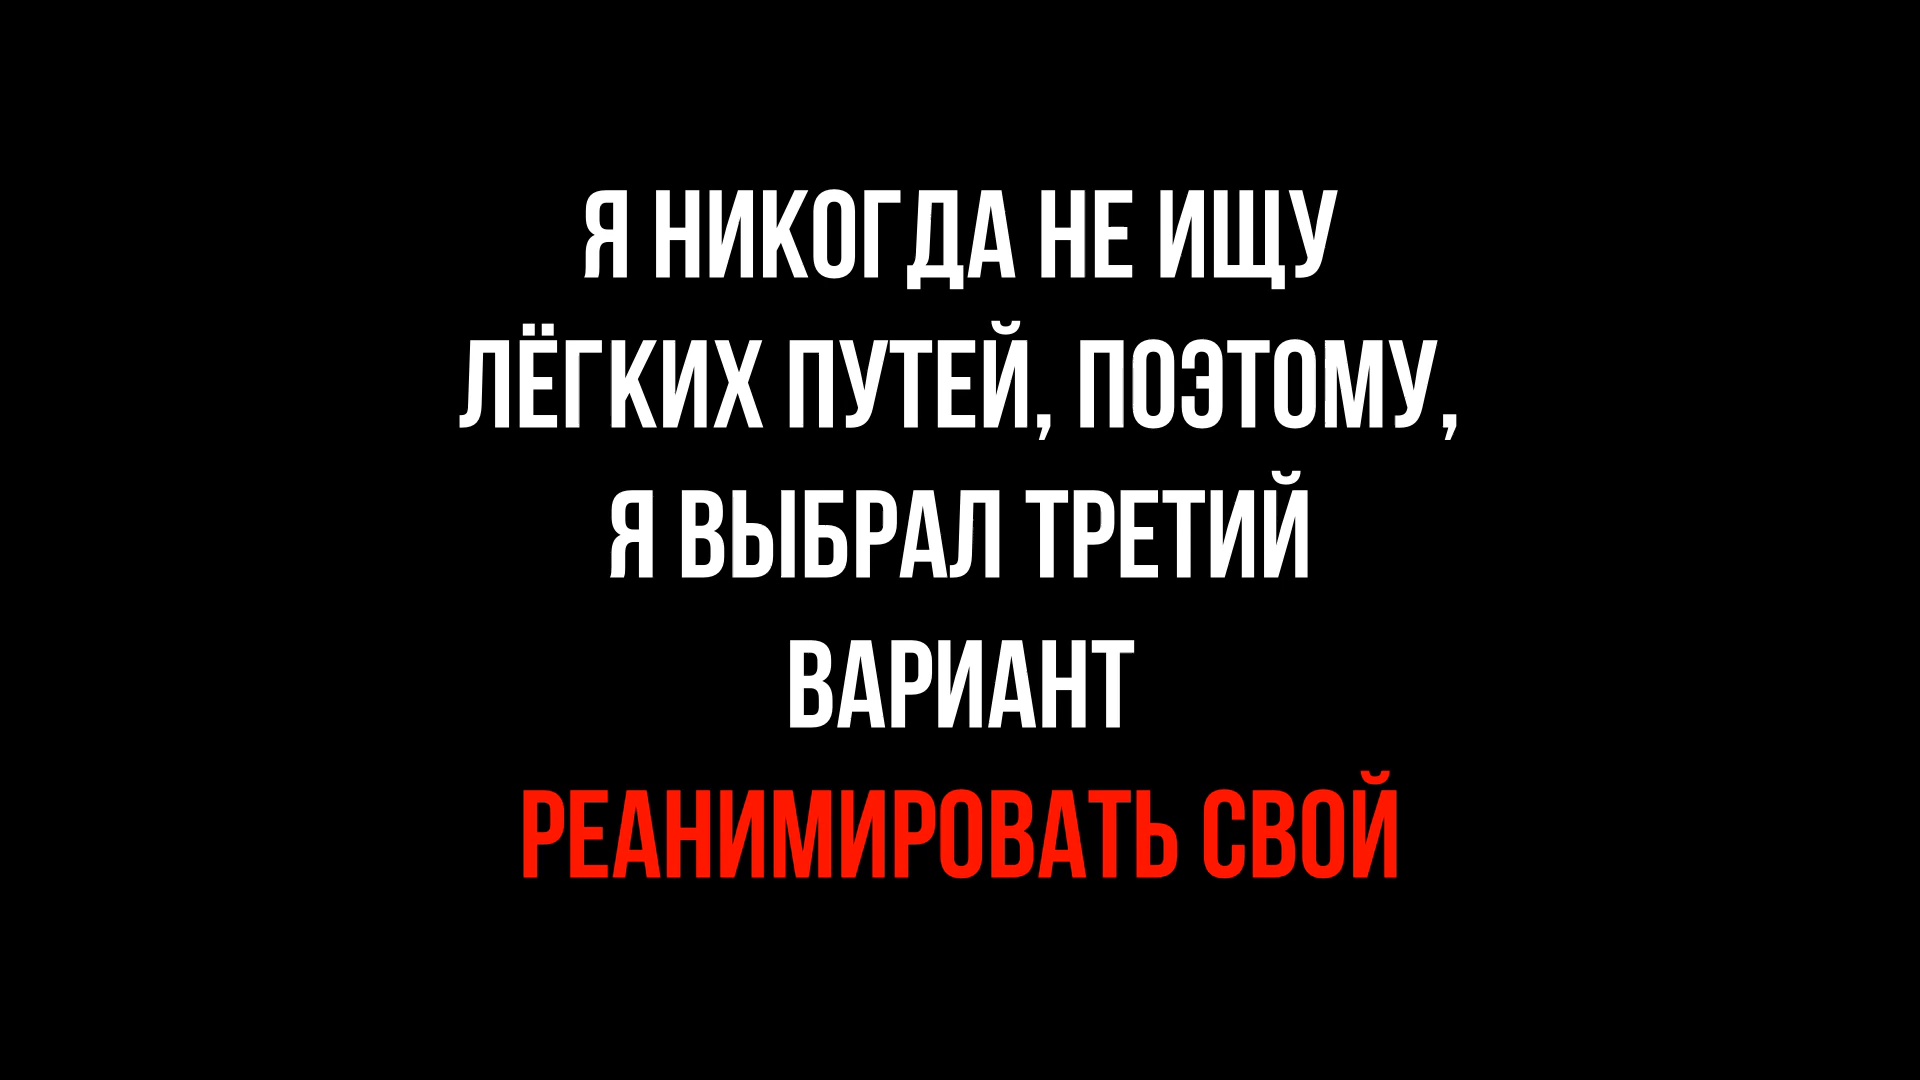 Я НИКОГДА НЕ ИЩУ
ЛЁГКИХ ПУТЕЙ, ПОЭТОМУ,
Я ВЫБРАЛ ТРЕТИЙ
ВАРИАНТ
РЕАНИМИРОВАТЬ СВОЙ